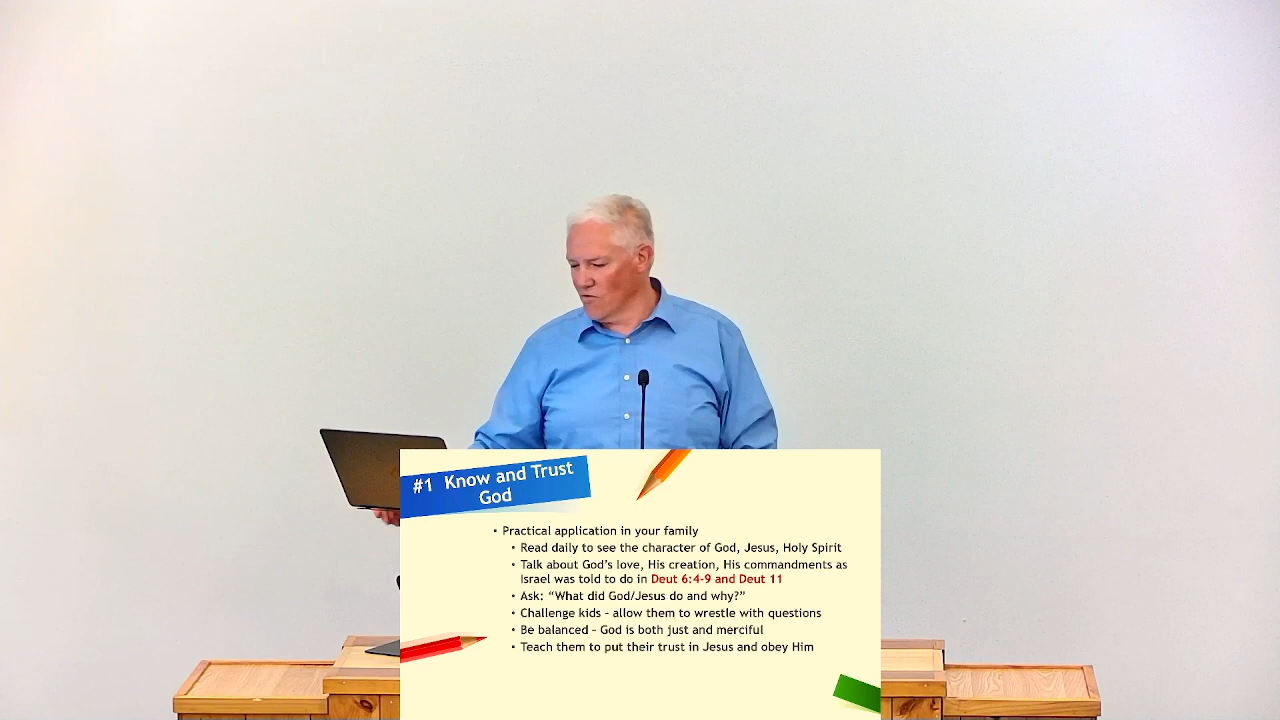 #1 Know and Trust
God
• Practical application in your family
• Read daily to see the character of God, Jesus, Holy Spirit
• Talk about God's love, His creation, His commandments as
Israel was told to do in Deut 6:4-9 and Deut 11
• Ask: “What did God/Jesus do and why?”
• Challenge kids – allow them to wrestle with questions
• Be balanced – God is both just and merciful
• Teach them to put their trust in Jesus and obey Him